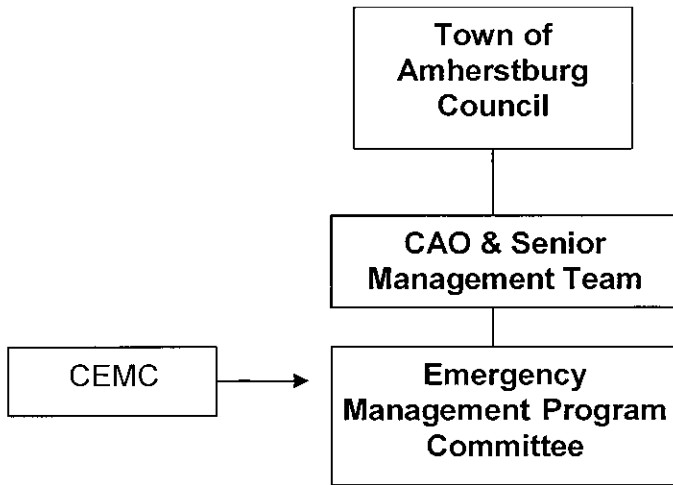 Town of
Amherstburg
Council
CAO & Senior
Management Team
CEMC
Emergency
Management Program
Committee